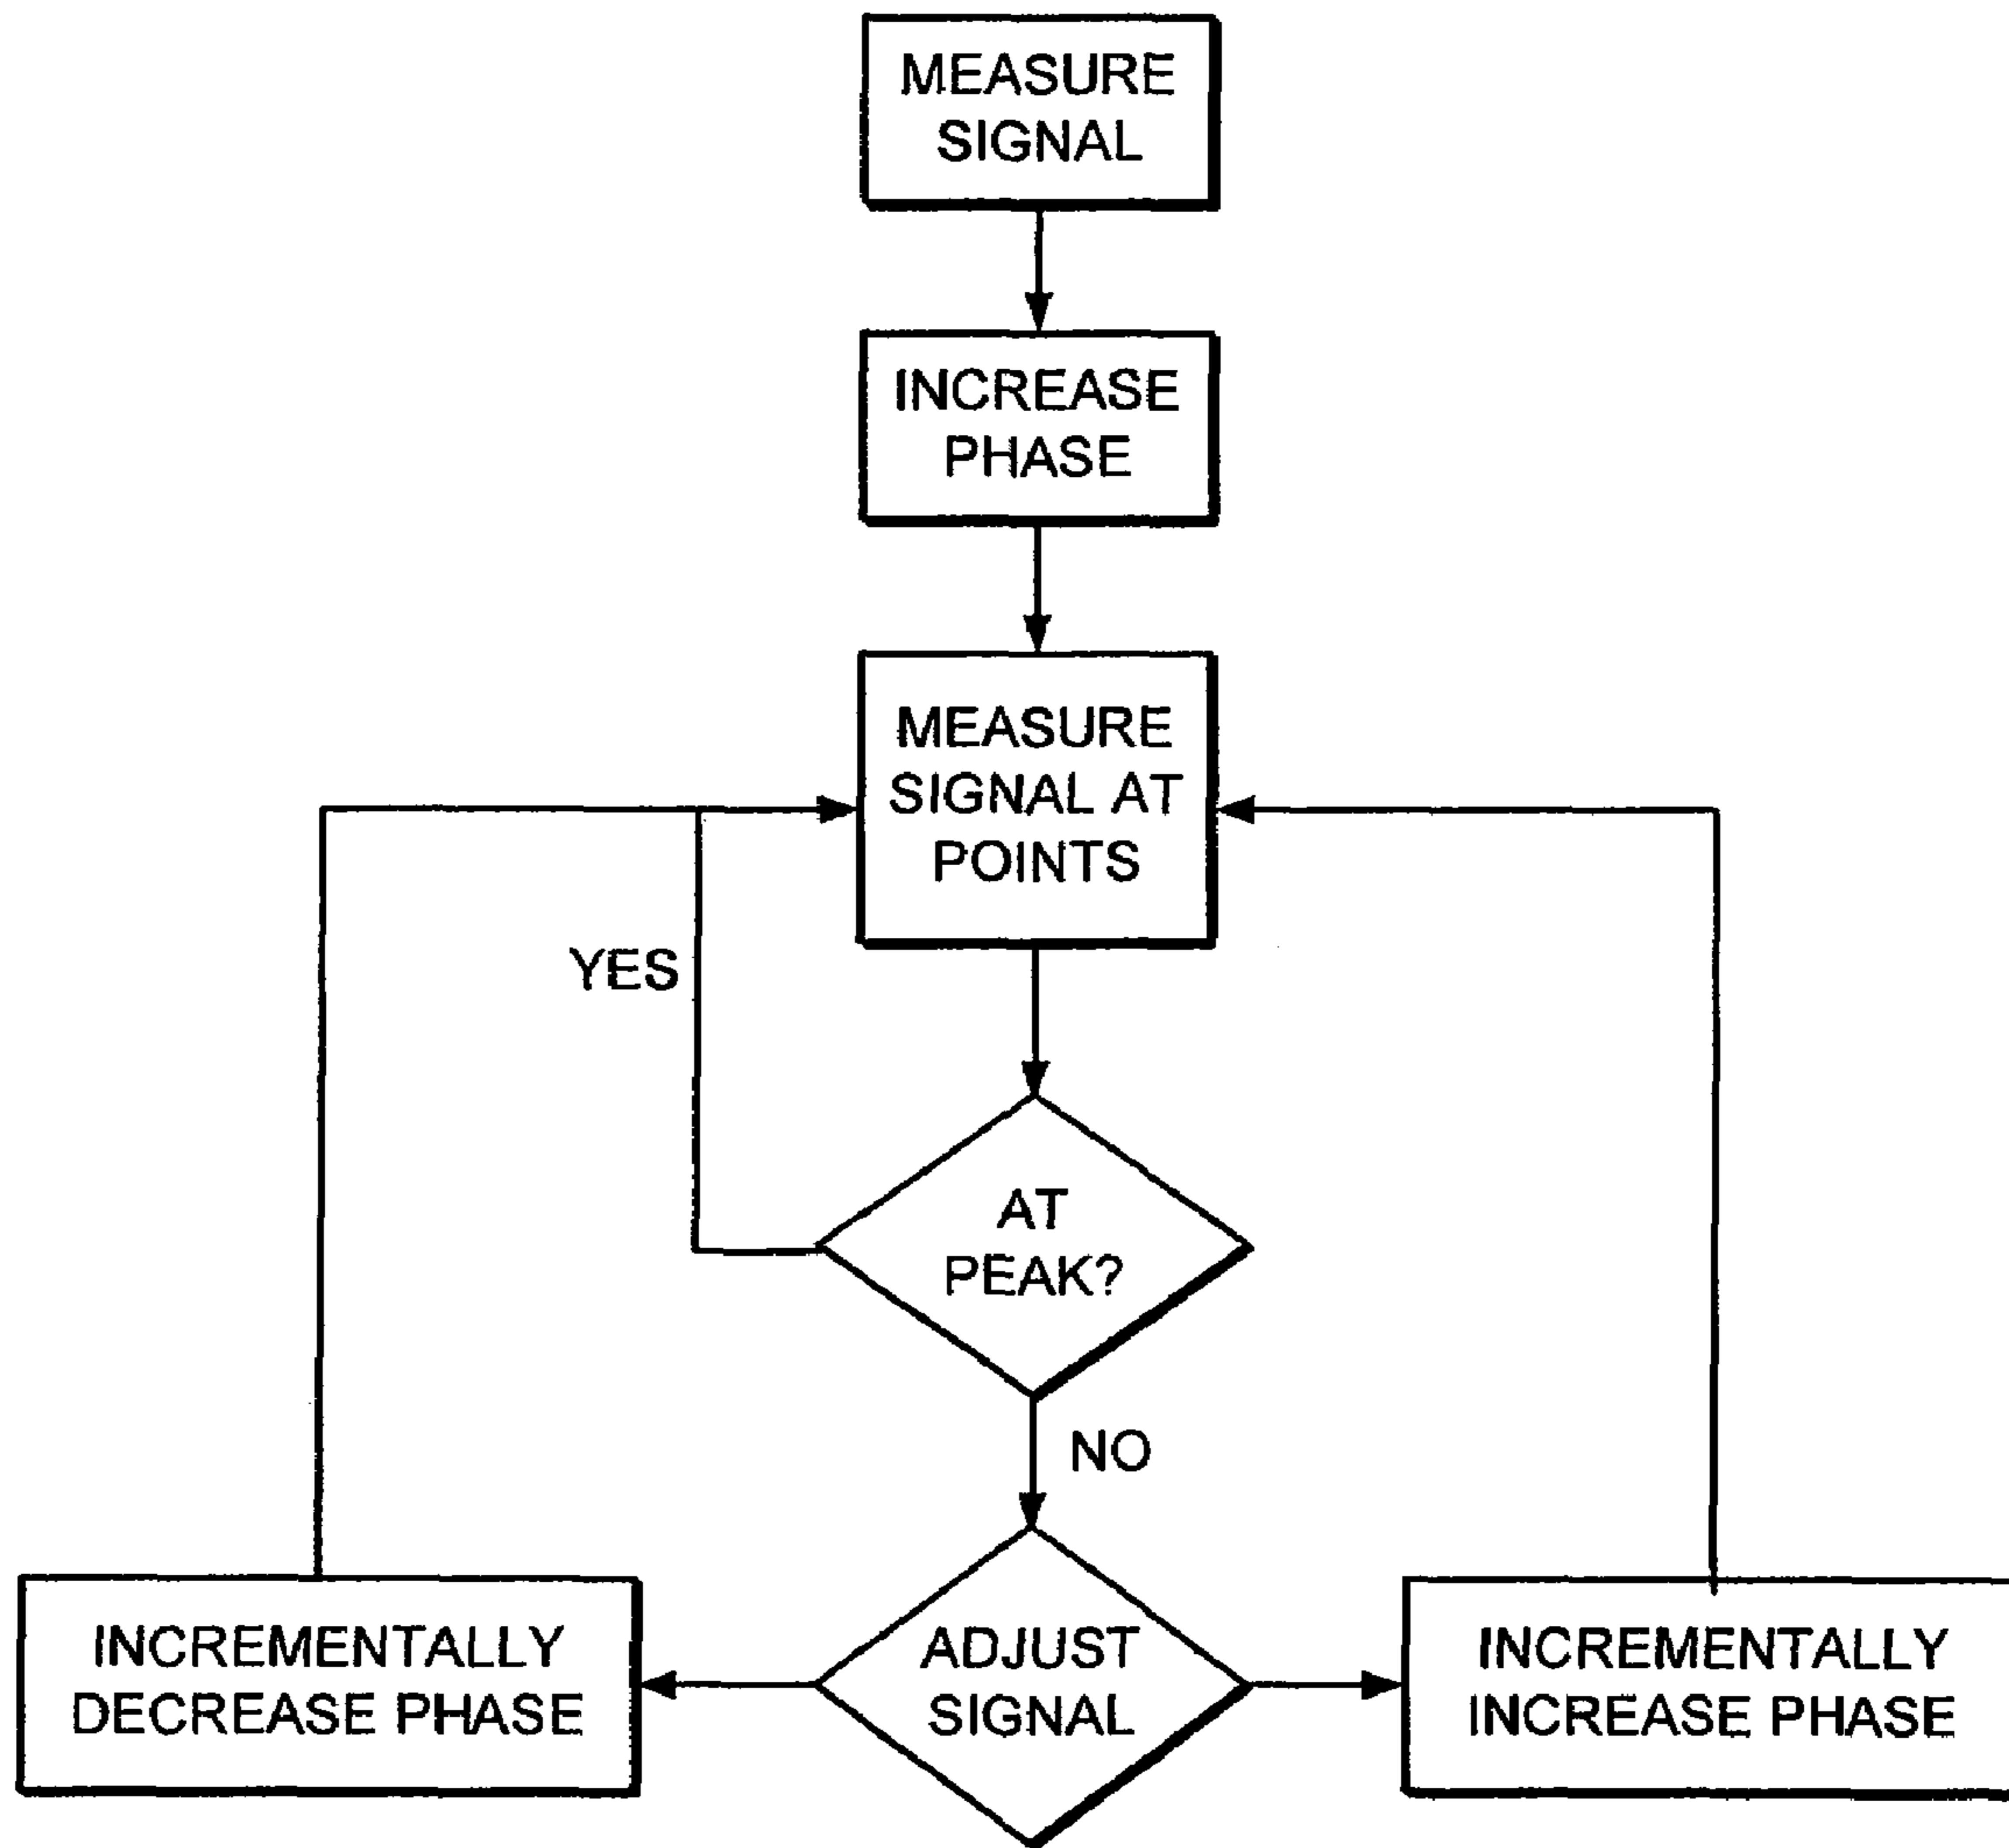 MEASURE
SIGNAL
INCREASE
PHASE
MEASURE
SIGNAL AT
POINTS
YES
AT
PEAK?
NO
INCREMENTALLY
DECREASE PHASE
ADJUST
SIGNAL
INCREMENTALLY
INCREASE PHASE